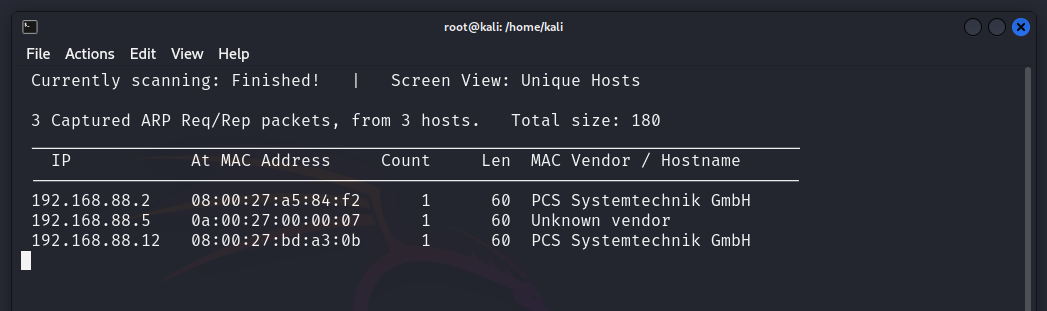 root@kali: /home/kali
File Actions Edit View Help
Currently scanning: Finished! | Screen View: Unique Hosts
3 Captured ARP Req/Rep packets, from 3 hosts. Total size: 180
IP At MAC Address Count Len MAC Vendor / Hostname
192.168.88.2 08:00:27:a5:84:f2 1 60 PCS Systemtechnik GmbH
192.168.88.5 0a:00:27:00:00:07 1 60 Unknown vendor
192.168.88.12 08:00:27:bd:a3:0b 1 60 PCS Systemtechnik GmbH